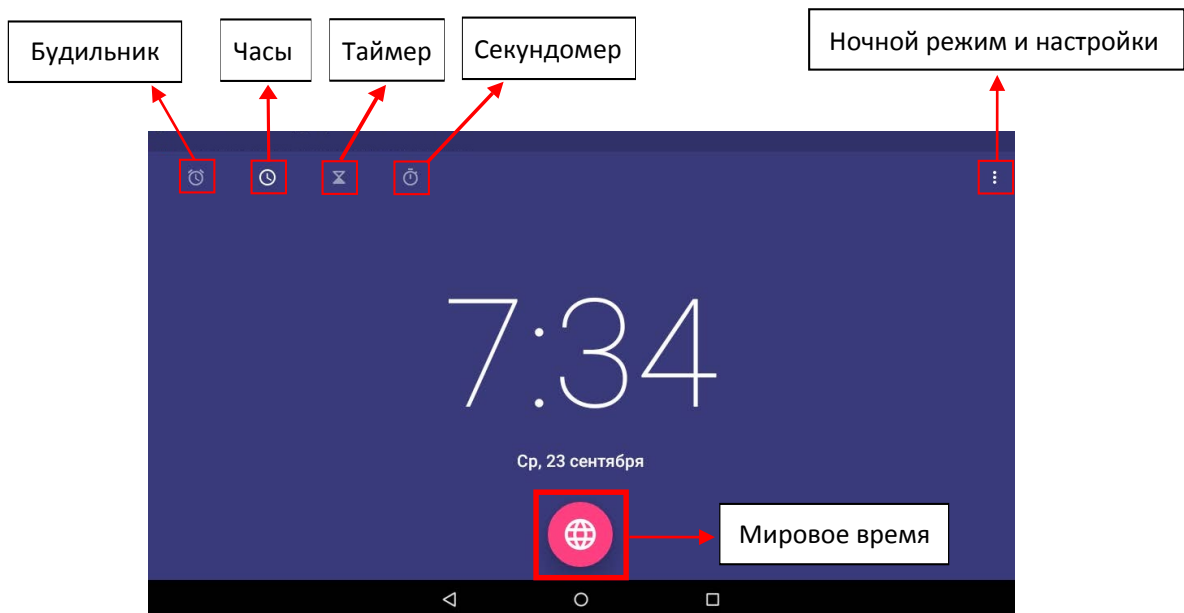 Будильник
Часы
Таймер
Секундомер
Ночной режим и настройки
7:34
Ср, 23 сентября
Мировое время